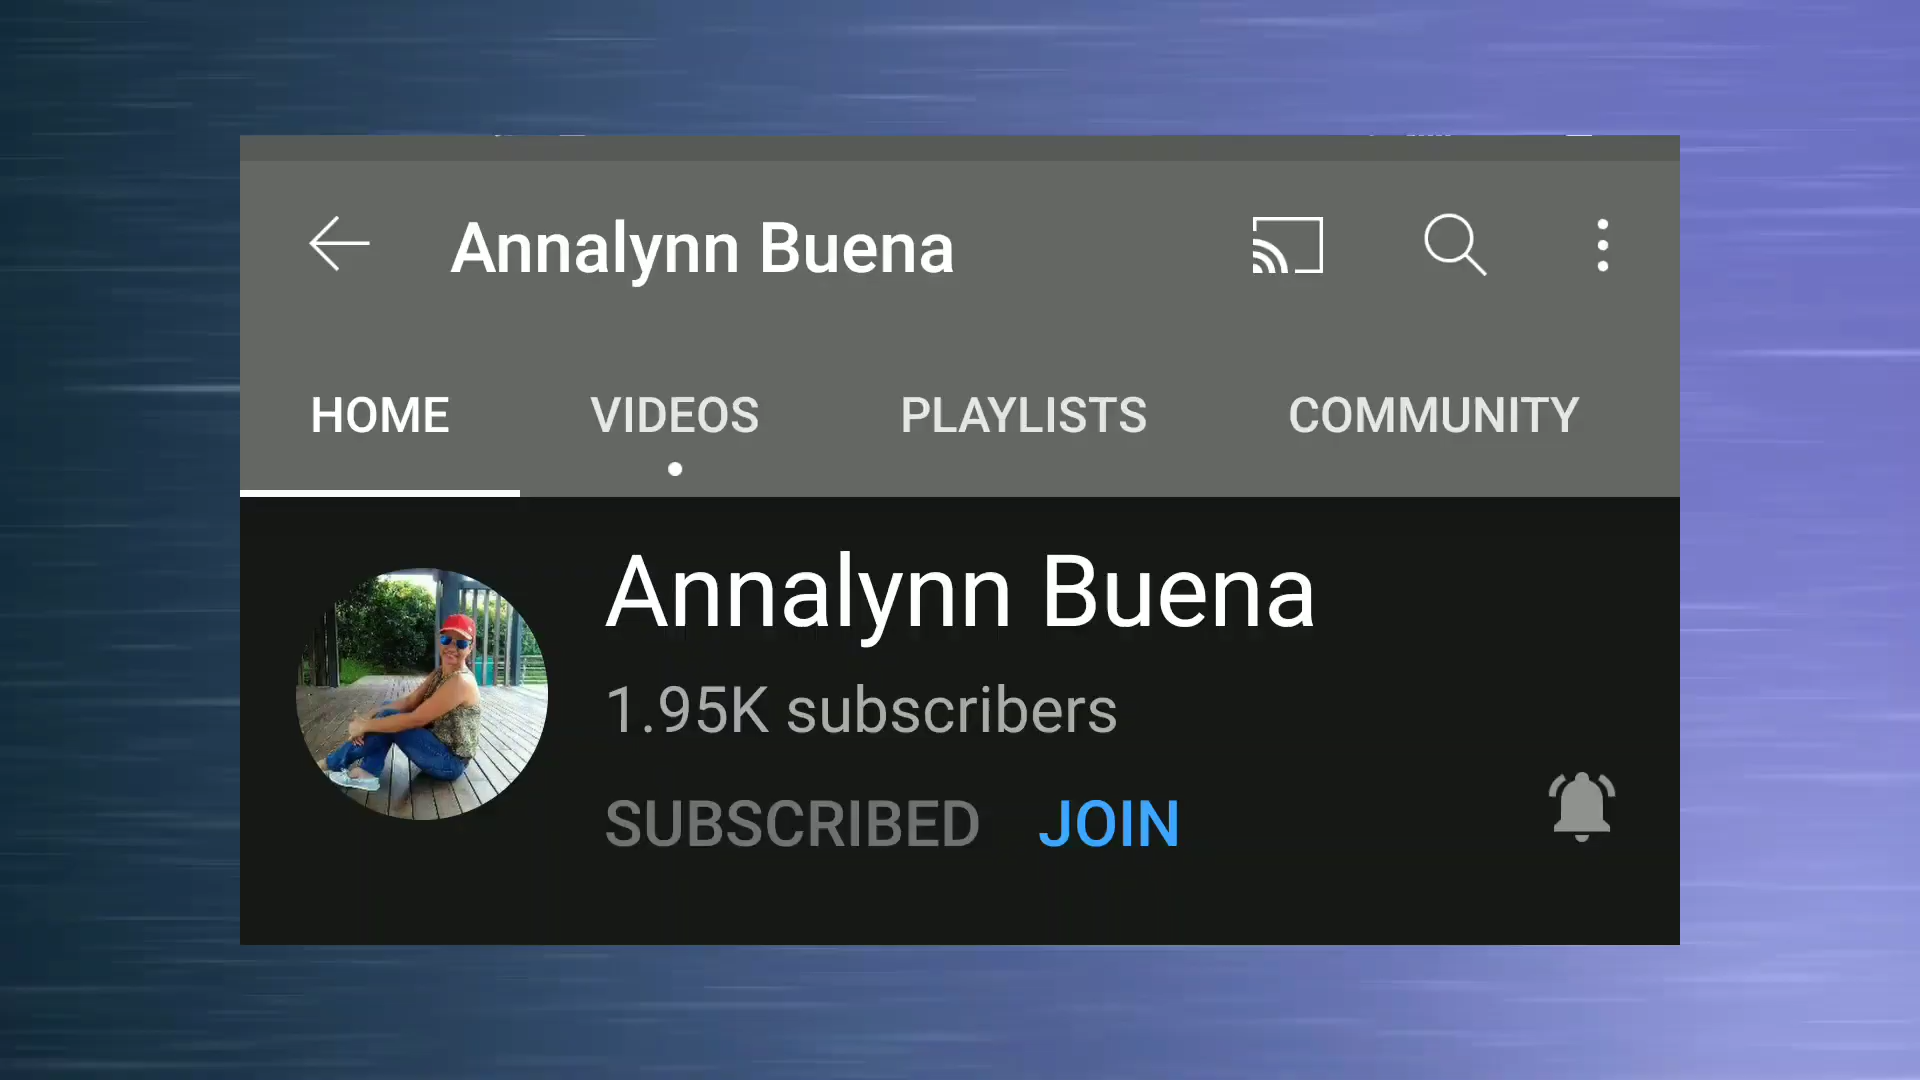 Annalynn Buena
HOME VIDEOS PLAYLISTS COMMUNITY
Annalynn Buena
1.95K subscribers
SUBSCRIBED JOIN